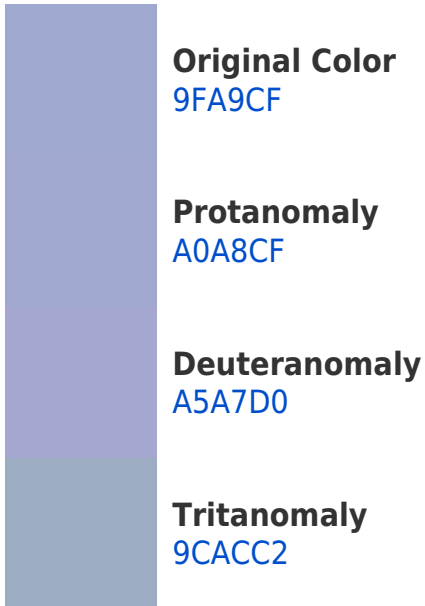 Original Color
9FA9CF
Protanomaly
A0A8CF
Deuteranomaly
A5A7D0
Tritanomaly
9CACC2